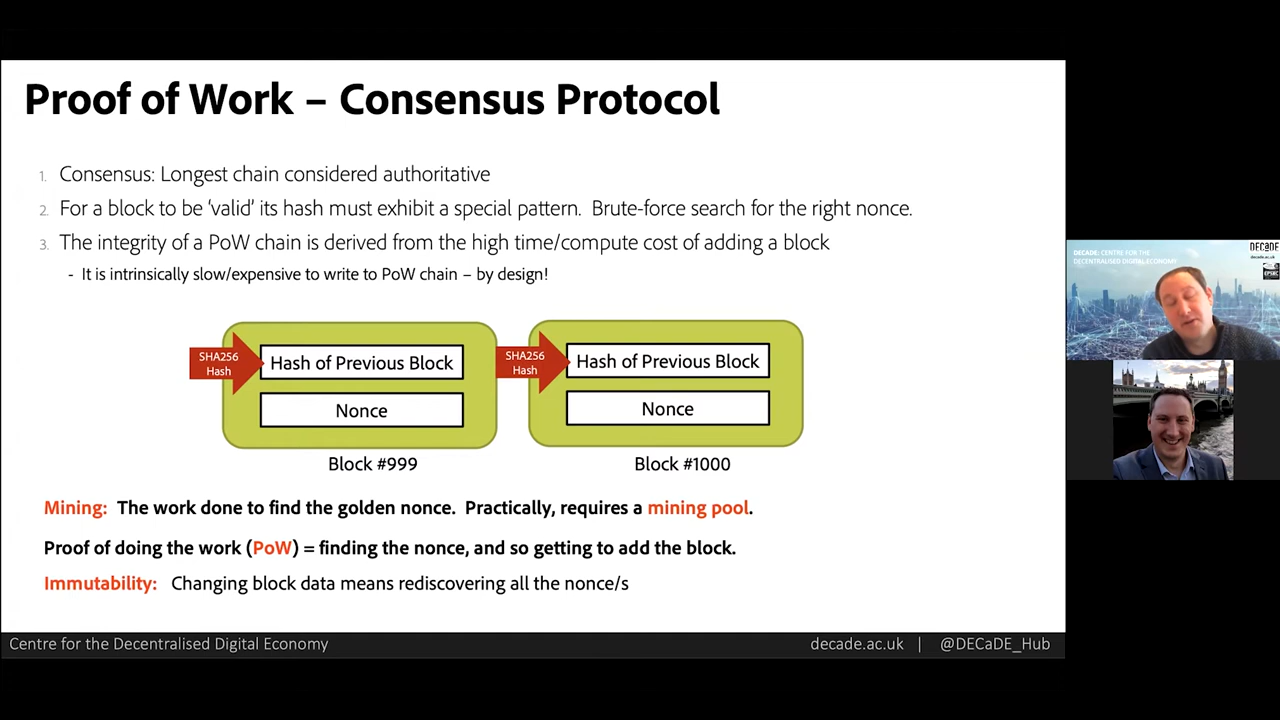 Proof of Work – Consensus Protocol
1. Consensus: Longest chain considered authoritative
2. For a block to be ‘valid’ its hash must exhibit a special pattern. Brute-force search for the right nonce.
3. The integrity of a PoW chain is derived from the high time/compute cost of adding a block
- It is intrinsically slow/expensive to write to PoW chain – by design!
SHA256
Hash
Hash of Previous Block
Nonce
Block #999
SHA256
Hash
Hash of Previous Block
Nonce
Block #1000
Mining: The work done to find the golden nonce. Practically, requires a mining pool.
Proof of doing the work (PoW) = finding the nonce, and so getting to add the block.
Immutability: Changing block data means rediscovering all the nonce/s
Centre for the Decentralised Digital Economy
decade.ac.uk | @DECaDE_Hub
DECADE: CENTRE FOR THE
DECENTRALISED DIGITAL ECONOMY
DECaDE
decade.ac.uk
EPSRC